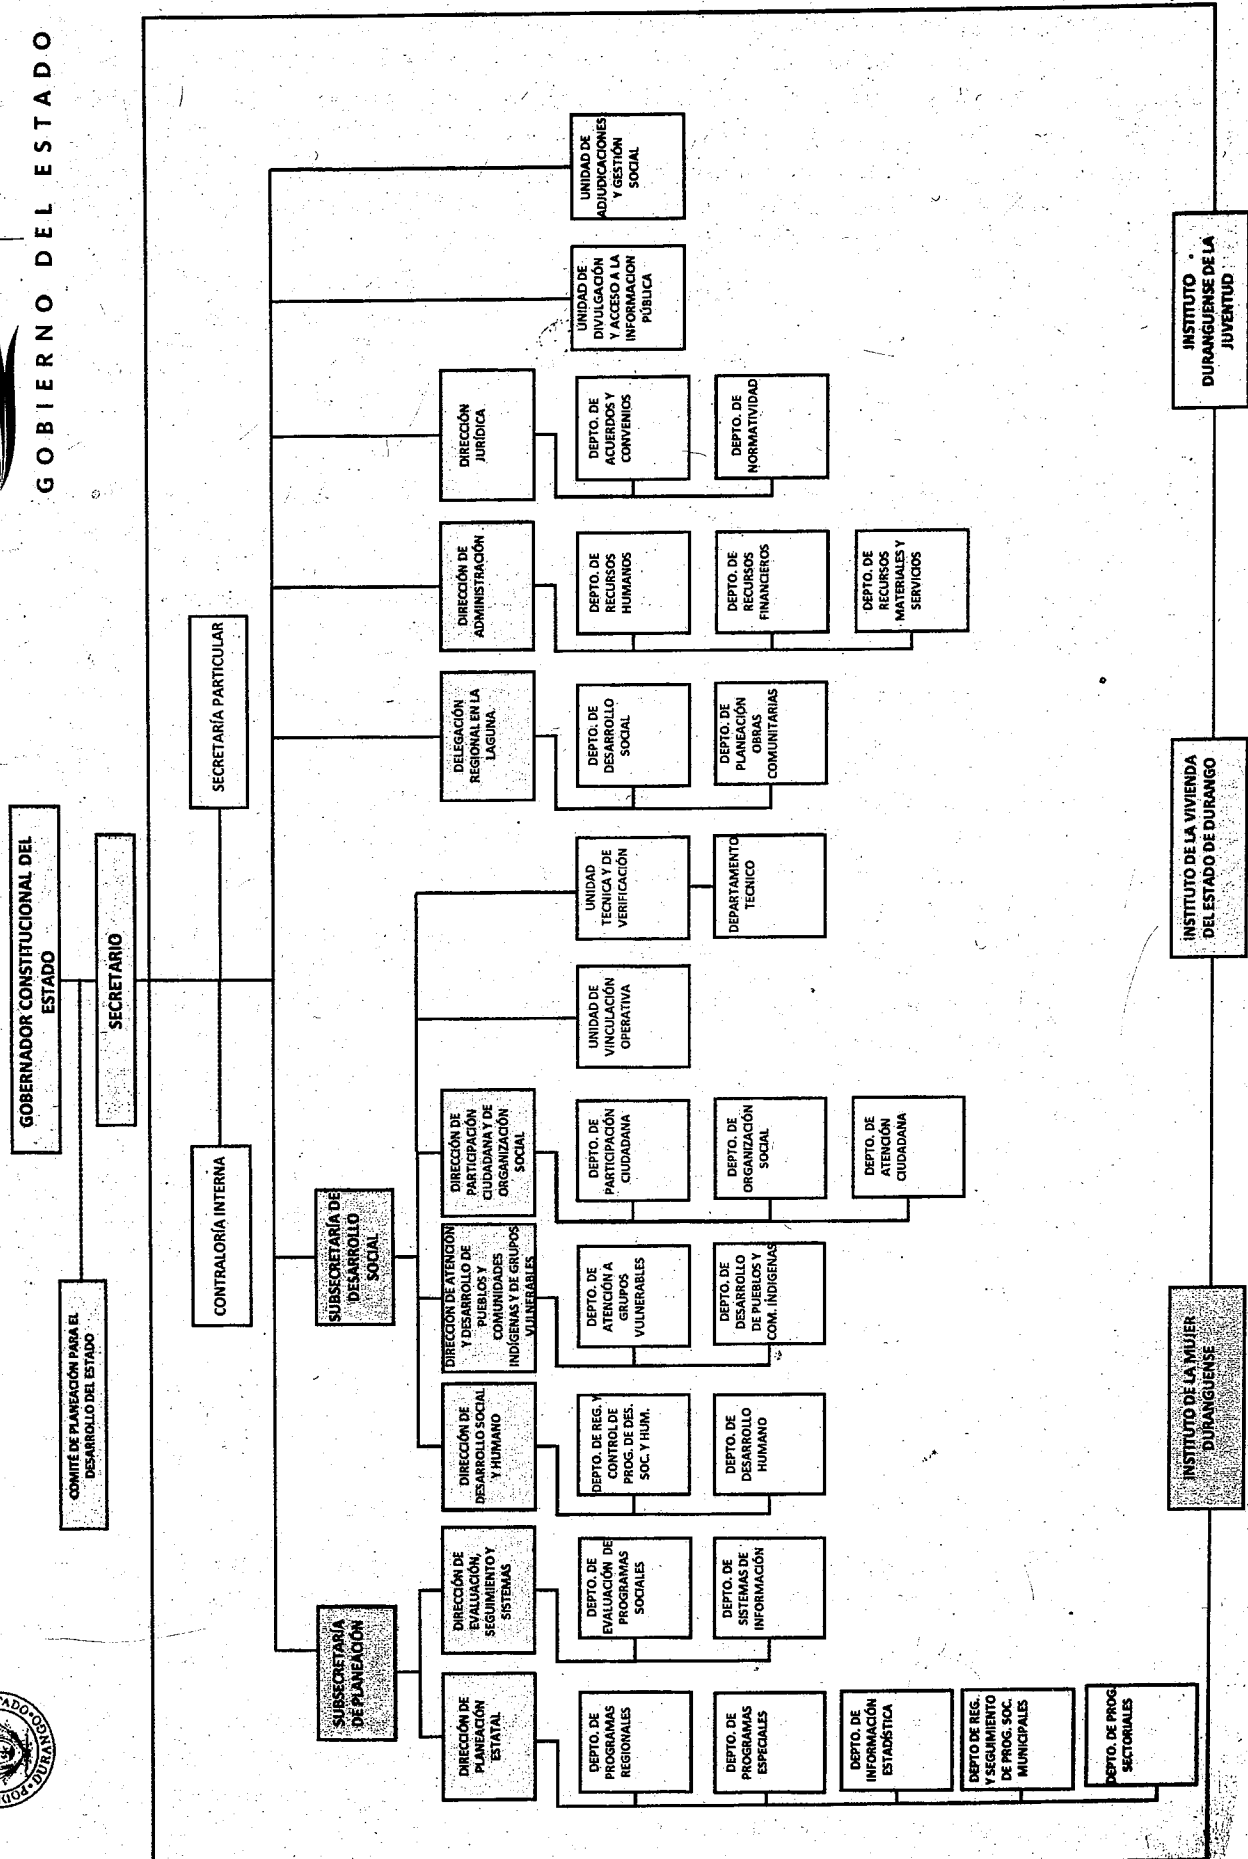 GOBIERNO DEL ESTADO
GOBERNADOR CONSTITUCIONAL DEL
ESTADO
COMITÉ DE PLANEACIÓN PARA EL
DESARROLLO DEL ESTADO
SECRETARIO
CONTRALORÍA INTERNA
SECRETARÍA PARTICULAR
SUBSECRETARÍA
DE PLANEACIÓN
SUBSECRETARÍA DE
DESARROLLO
SOCIAL
DIRECCIÓN DE
PLANEACIÓN
ESTATAL
DIRECCIÓN DE
EVALUACIÓN,
SEGUIMIENTO Y
SISTEMAS
DIRECCIÓN DE
DESARROLLO SOCIAL
Y HUMANO
DIRECCIÓN DE ATENCIÓN
Y DESARROLLO DE
PUEBLOS Y
COMUNIDADES
INDÍGENAS Y DE GRUPOS
VULNERABLES
DIRECCIÓN DE
PARTICIPACIÓN
CIUDADANA Y DE
ORGANIZACIÓN
SOCIAL
DELEGACIÓN
REGIONAL EN LA
LAGUNA
DIRECCIÓN DE
ADMINISTRACIÓN
DIRECCIÓN
JURÍDICA
DEPTO. DE
PROGRAMAS
REGIONALES
DEPTO. DE
EVALUACIÓN DE
PROGRAMAS
SOCIALES
DEPTO. DE REG. Y
CONTROL DE
PROG. DE DES.
SOC. Y HUM.
DEPTO. DE
ATENCIÓN A
GRUPOS
VULNERABLES
DEPTO. DE
PARTICIPACIÓN
CIUDADANA
UNIDAD DE
VINCULACIÓN
OPERATIVA
UNIDAD
TECNICA Y DE
VERIFICACIÓN
DEPTO. DE
DESARROLLO
SOCIAL
DEPTO. DE
RECURSOS
HUMANOS
DEPTO. DE
ACUERDOS Y
CONVENIOS
UNIDAD DE
DIVULGACIÓN
Y ACCESO A LA
INFORMACION
PÚBLICA
UNIDAD DE
ADJUDICACIONES
Y GESTIÓN
SOCIAL
DEPTO. DE
PROGRAMAS
ESPECIALES
DEPTO. DE
SISTEMAS DE
INFORMACIÓN
DEPTO. DE
DESARROLLO
HUMANO
DEPTO. DE
DESARROLLO
DE PUEBLOS Y
COM. INDIGENAS
DEPTO. DE
ORGANIZACIÓN
SOCIAL
DEPARTAMENTO
TECNICO
DEPTO. DE
PLANEACIÓN
OBRAS
COMUNITARIAS
DEPTO. DE
RECURSOS
FINANCIEROS
DEPTO. DE
NORMATIVIDAD
DEPTO. DE
INFORMACIÓN
ESTADÍSTICA
DEPTO. DE
ATENCIÓN
CIUDADANA
DEPTO. DE
RECURSOS
MATERIALES Y
SERVICIOS
DEPTO DE REG.
Y SEGUIMIENTO
DE PROG. SOC.
MUNICIPALES
DEPTO. DE PROG.
SECTORIALES
INSTITUTO DE LA MUJER
DURANGUENSE
INSTITUTO DE LA VIVIENDA
DEL ESTADO DE DURANGO
INSTITUTO
DURANGUENSE DE LA
JUVENTUD